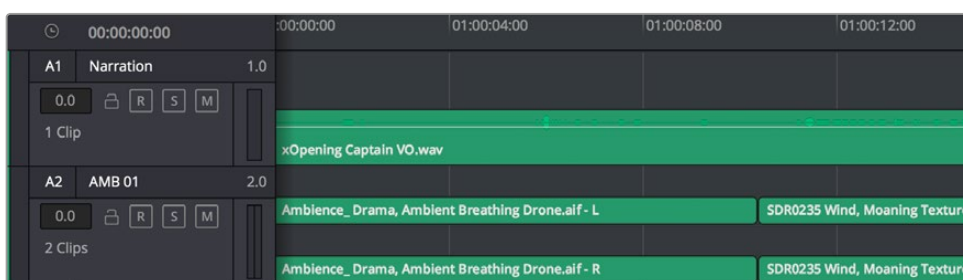 00:00:00:00 :00:00:00 01:00:04:00 01:00:08:00 01:00:12:00
A1 Narration 1.0
0.0 R S M
1 Clip
xOpening Captain VO.wav
A2 AMB 01 2.0
0.0 R S M
2 Clips
Ambience_ Drama, Ambient Breathing Drone.aif - L SDR0235 Wind, Moaning Textur
Ambience_ Drama, Ambient Breathing Drone.aif - R SDR0235 Wind, Moaning Textur